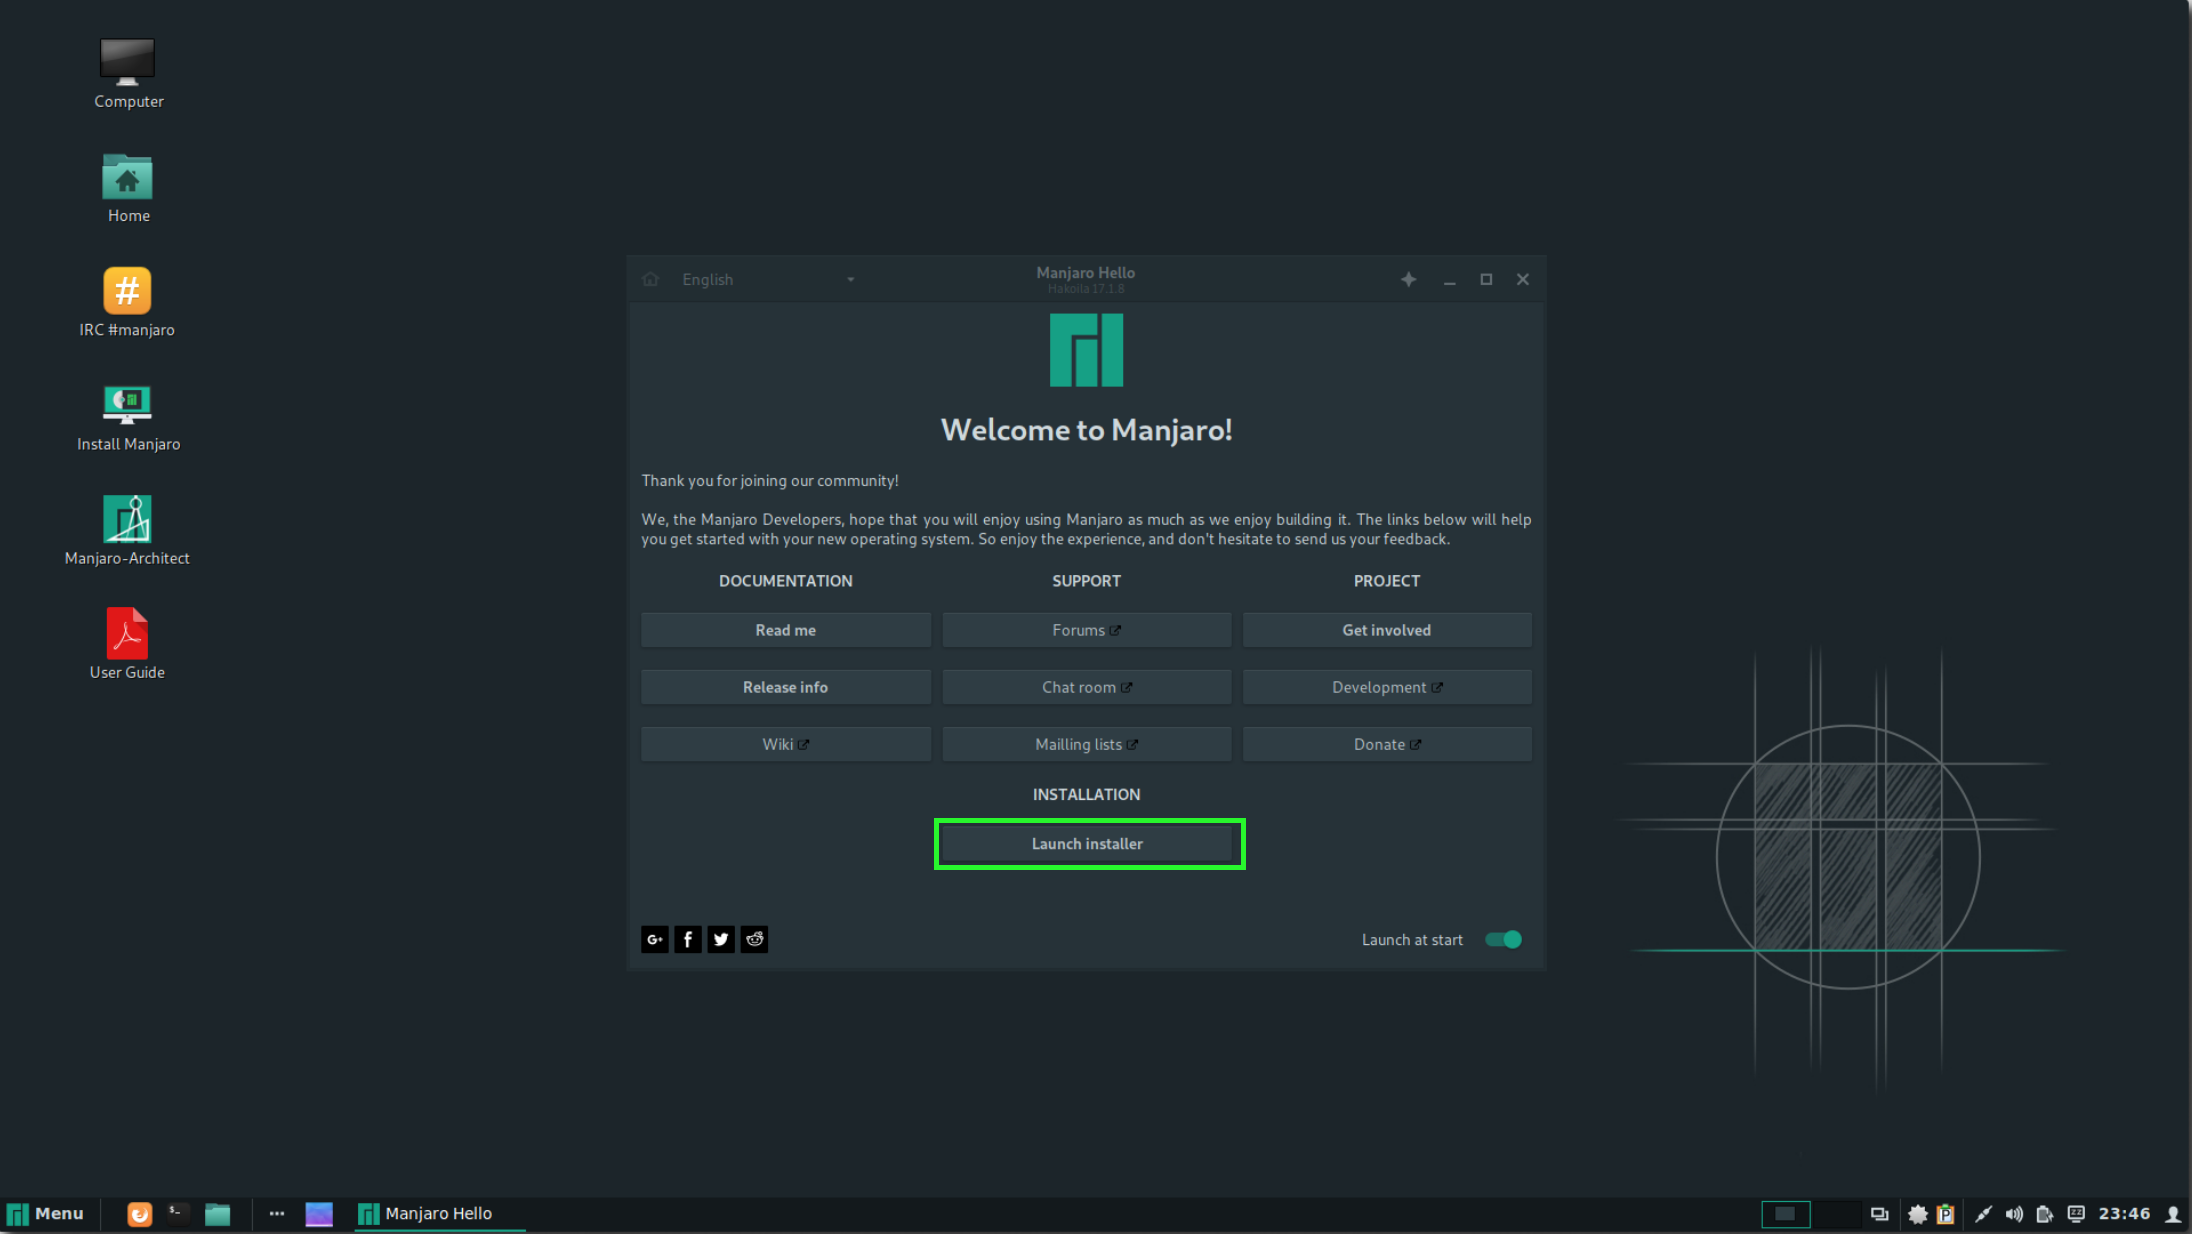 Computer
Home
IRC #manjaro
Install Manjaro
Manjaro-Architect
User Guide
English
Manjaro Hello
Hakoila 17.1.8
Welcome to Manjaro!
Thank you for joining our community!
We, the Manjaro Developers, hope that you will enjoy using Manjaro as much as we enjoy building it. The links below will help
you get started with your new operating system. So enjoy the experience, and don't hesitate to send us your feedback.
DOCUMENTATION SUPPORT PROJECT
Read me Forums Get involved
Release info Chat room Development
Wiki Mailling lists Donate
INSTALLATION
Launch installer
Launch at start
Menu
Manjaro Hello
23:46